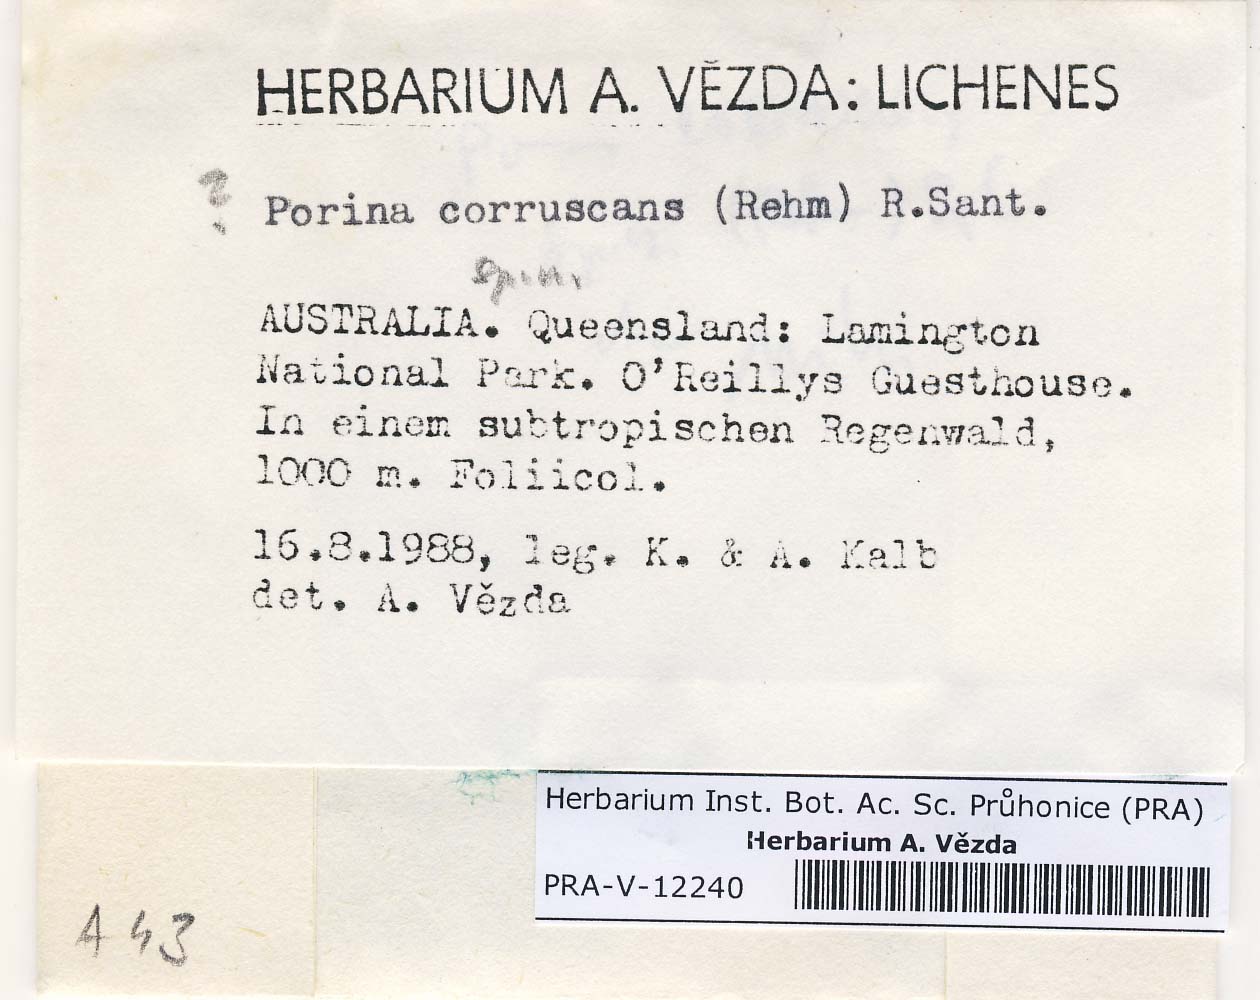 HERBARIUM A. VĚZDA: LICHENES
? Porina corruscans (Rehm) R.Sant.
AUSTRALIA. Queensland: Lamington
National Park. O'Reillys Guesthouse.
In einem subtropischen Regenwald,
1000 m. Foliicol.
16.8.1988, leg. K. & A. Kalb
det. A. Vězda
Herbarium Inst. Bot. Ac. Sc. Průhonice (PRA)
Herbarium A. Vězda
PRA-V-12240
A 43